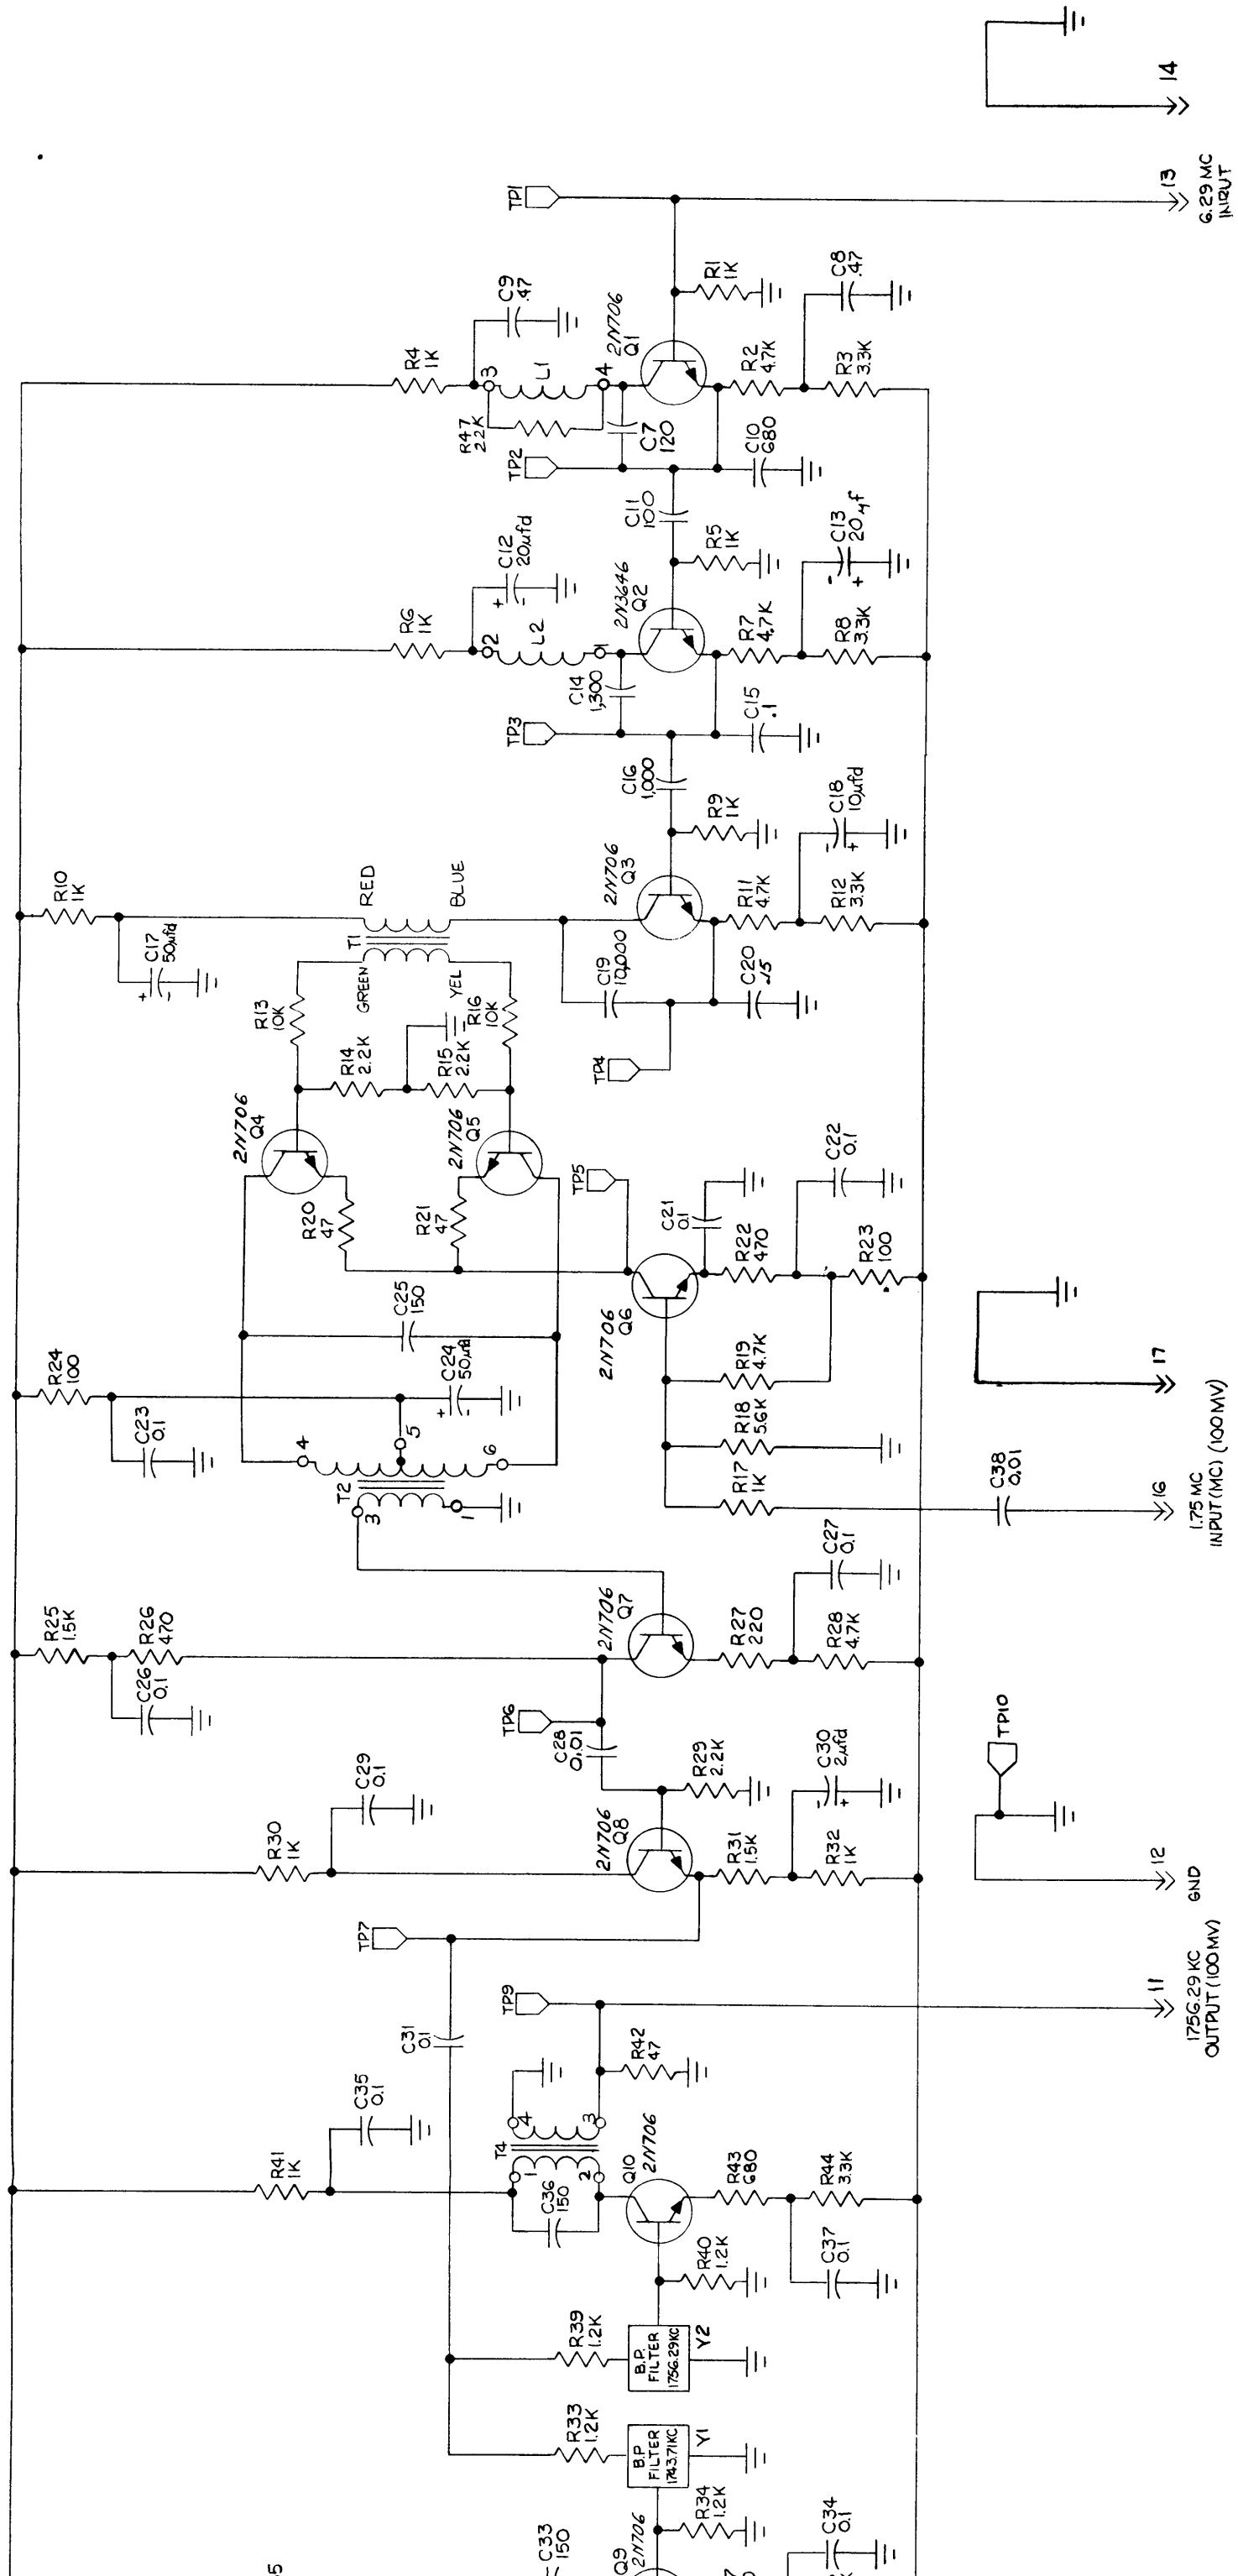 14
13
6.29 MC
INPUT
TP1
R1
1K
C8
.47
C9
.47
2N706
Q1
R4
1K
3
L1
4
R47
22K
C7
120
R2
4.7K
R3
3.3K
TP2
C10
680
C11
100
R5
1K
C12
20µfd
+
-
C13
20µf
-
+
2N3646
Q2
R6
1K
2
L2
1
C14
1,300
R7
4.7K
R8
3.3K
TP3
C15
.1
C16
1,000
R9
1K
C18
10µfd
-
+
2N706
Q3
R10
1K
C17
50µfd
+
-
RED
BLUE
T1
GREEN
YEL
R11
4.7K
R12
3.3K
C19
10,000
C20
.15
TP4
R13
10K
R16
10K
R14
2.2K
R15
2.2K
2N706
Q4
2N706
Q5
R20
47
R21
47
TP5
C21
0.1
C22
0.1
2N706
Q6
R22
470
R23
100
C25
150
R24
100
C23
0.1
C24
50µfd
+
-
R19
4.7K
R18
5.6K
R17
1K
4
5
6
T2
3
1
C38
0.01
17
16
1.75 MC
INPUT (MC) (100MV)
R25
1.5K
R26
470
C26
0.1
2N706
Q7
R27
220
R28
4.7K
C27
0.1
TP6
C28
0.01
R29
2.2K
C30
2µfd
-
+
C29
0.1
R30
1K
2N706
Q8
R31
1.5K
R32
1K
TP10
12
GND
TP7
TP9
11
1756.29 KC
OUTPUT (100MV)
C31
0.1
R42
47
C35
0.1
R41
1K
4
3
T4
1
2
C36
150
Q10
2N706
R43
680
R44
3.3K
C37
0.1
R40
1.2K
R39
1.2K
B.P.
FILTER
1756.29KC
Y2
R33
1.2K
B.P.
FILTER
1743.71KC
Y1
R34
1.2K
C33
150
Q9
2N706
C34
0.1
5
7